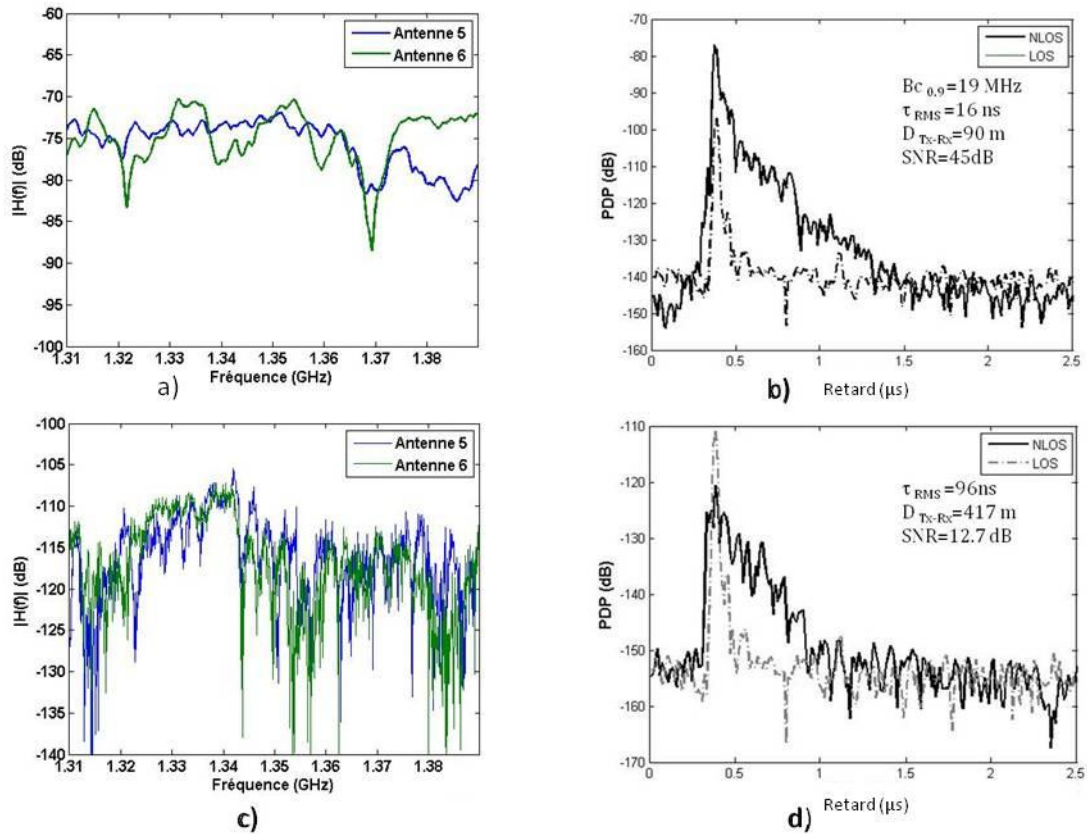 -60
-65
-70
-75
-80
-85
-90
-95
-100
|H(f)| (dB)
Antenne 5
Antenne 6
1.31 1.32 1.33 1.34 1.35 1.36 1.37 1.38
Fréquence (GHz)
a)
-70
-80
-90
-100
-110
-120
-130
-140
-150
-160
PDP (dB)
NLOS
LOS
Bc 0.9=19 MHz
τ RMS=16 ns
D Tx-Rx=90 m
SNR=45dB
0 0.5 1 1.5 2 2.5
Retard (µs)
b)
-100
-105
-110
-115
-120
-125
-130
-135
-140
|H(f)| (dB)
Antenne 5
Antenne 6
1.31 1.32 1.33 1.34 1.35 1.36 1.37 1.38
Fréquence (GHz)
c)
-110
-120
-130
-140
-150
-160
-170
PDP (dB)
NLOS
LOS
τ RMS=96ns
D Tx-Rx=417 m
SNR=12.7 dB
0 0.5 1 1.5 2 2.5
Retard (µs)
d)